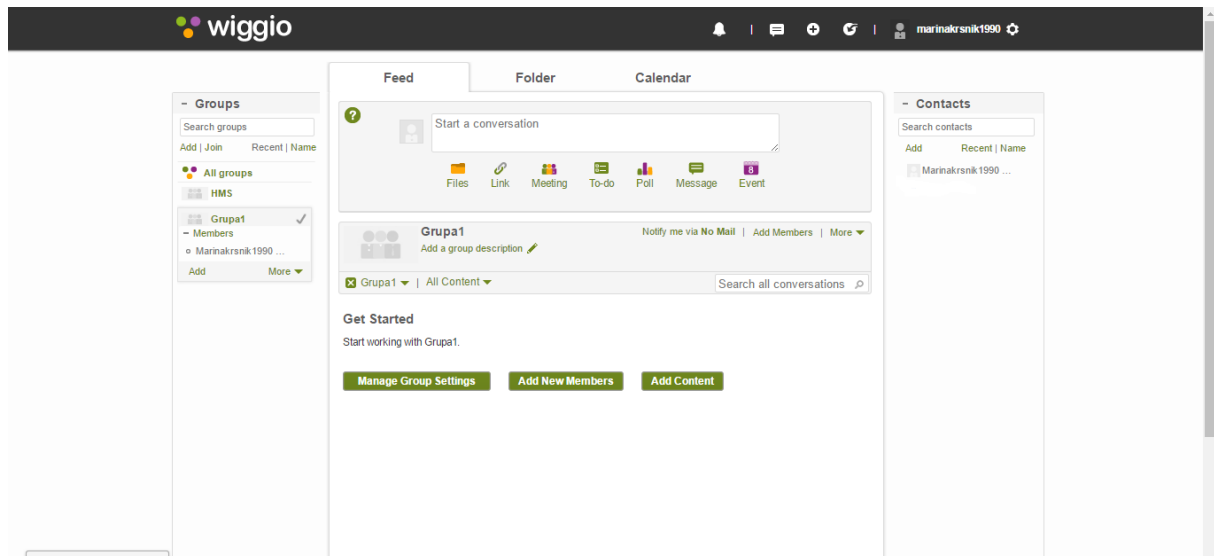 wiggio
marinakrsnik1990
Feed
Folder
Calendar
− Groups
Search groups
Add | Join Recent | Name
All groups
HMS
Grupa1
− Members
Marinakrsnik1990 ...
Add More
Start a conversation
Files Link Meeting To-do Poll Message Event
8
Grupa1
Notify me via No Mail | Add Members | More
Add a group description
Grupa1 | All Content
Search all conversations
Get Started
Start working with Grupa1.
Manage Group Settings
Add New Members
Add Content
− Contacts
Search contacts
Add Recent | Name
Marinakrsnik1990 ...